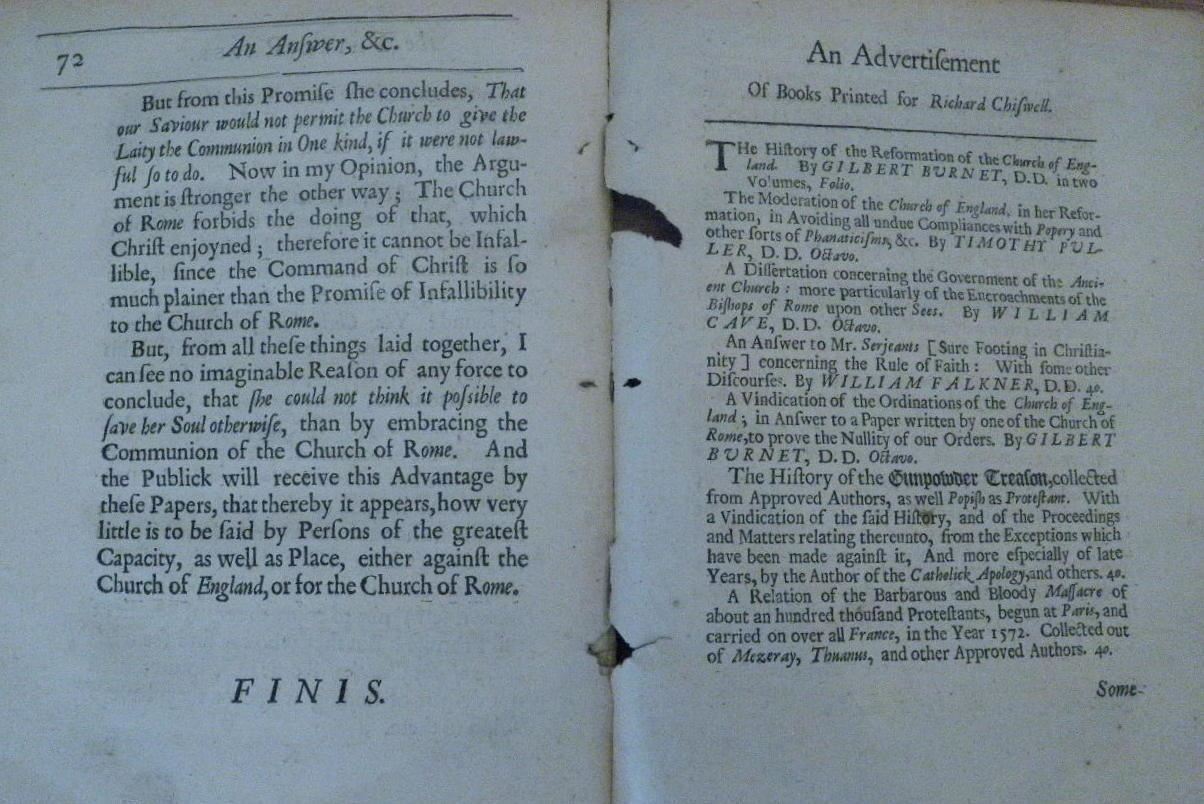 72
An Anſwer, &c.
But from this Promiſe ſhe concludes, That
our Saviour would not permit the Church to give the
Laity the Communion in One kind, if it were not law-
ful ſo to do. Now in my Opinion, the Argu-
ment is ſtronger the other way; The Church
of Rome forbids the doing of that, which
Chriſt enjoyned; therefore it cannot be Infal-
lible, ſince the Command of Chriſt is ſo
much plainer than the Promiſe of Infallibility
to the Church of Rome.
But, from all theſe things laid together, I
can ſee no imaginable Reaſon of any force to
conclude, that ſhe could not think it poſsible to
ſave her Soul otherwiſe, than by embracing the
Communion of the Church of Rome. And
the Publick will receive this Advantage by
theſe Papers, that thereby it appears, how very
little is to be ſaid by Perſons of the greateſt
Capacity, as well as Place, either againſt the
Church of England, or for the Church of Rome.
FINIS.
An Advertiſement
Of Books Printed for Richard Chiſwell.
THe Hiſtory of the Reformation of the Church of Eng-
land. By GILBERT BURNET, D.D. in two
Volumes, Folio.
The Moderation of the Church of England, in her Refor-
mation, in Avoiding all undue Compliances with Popery and
other ſorts of Phanaticiſms, &c. By TIMOTHY PUL-
LER, D.D. Octavo.
A Diſſertation concerning the Government of the Anci-
ent Church: more particularly of the Encroachments of the
Biſhops of Rome upon other Sees. By WILLIAM
CAVE, D.D. Octavo.
An Anſwer to Mr. Serjeants [Sure Footing in Chriſtia-
nity] concerning the Rule of Faith: With ſome other
Diſcourſes. By WILLIAM FALKNER, D.D. 4o.
A Vindication of the Ordinations of the Church of Eng-
land; in Anſwer to a Paper written by one of the Church of
Rome, to prove the Nullity of our Orders. By GILBERT
BURNET, D.D. Octavo.
The Hiſtory of the Gunpowder Treaſon, collected
from Approved Authors, as well Popiſh as Proteſtant. With
a Vindication of the ſaid Hiſtory, and of the Proceedings
and Matters relating thereunto, from the Exceptions which
have been made againſt it, And more eſpecially of late
Years, by the Author of the Catholick Apology, and others. 4o.
A Relation of the Barbarous and Bloody Maſſacre of
about an hundred thouſand Proteſtants, begun at Paris, and
carried on over all France, in the Year 1572. Collected out
of Mezeray, Thuanus, and other Approved Authors. 4o.
Some